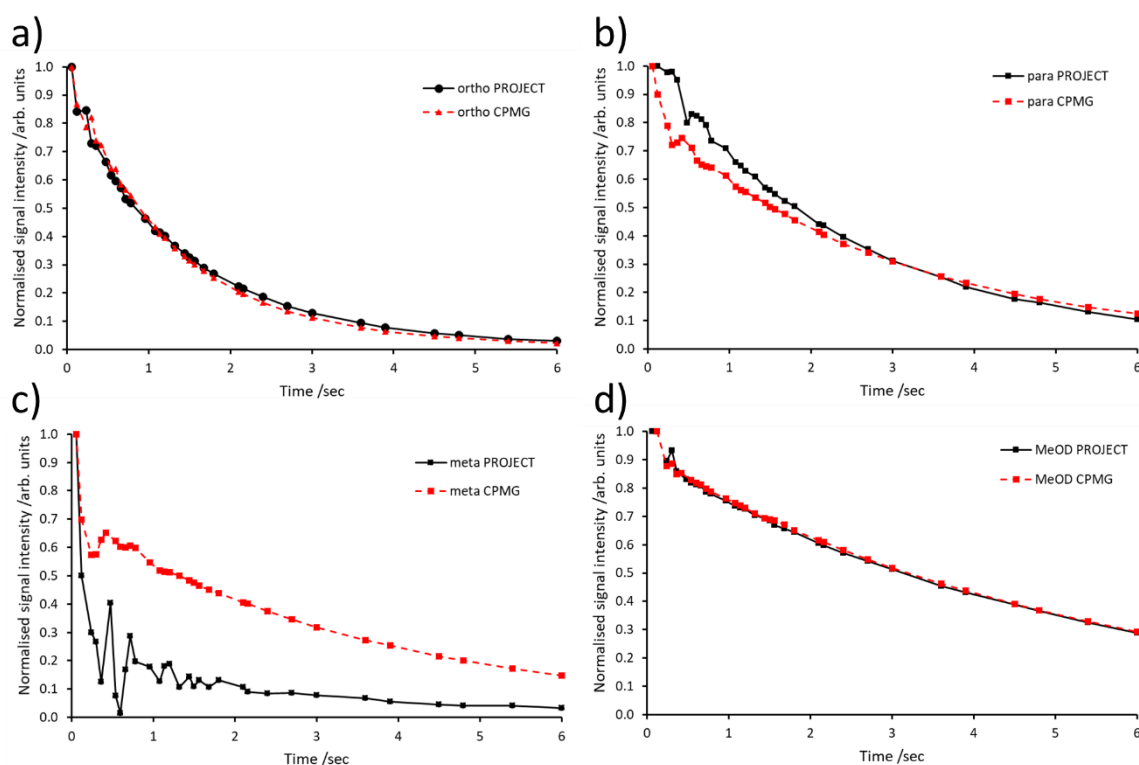 a)
Normalised signal intensity /arb. units
1.0
0.9
0.8
0.7
0.6
0.5
0.4
0.3
0.2
0.1
0.0
0 1 2 3 4 5 6
Time /sec
ortho PROJECT
ortho CPMG
b)
Normalised signal intensity /arb. units
1.0
0.9
0.8
0.7
0.6
0.5
0.4
0.3
0.2
0.1
0.0
0 1 2 3 4 5 6
Time /sec
para PROJECT
para CPMG
c)
Normalised signal intensity /arb. units
1.0
0.9
0.8
0.7
0.6
0.5
0.4
0.3
0.2
0.1
0.0
0 1 2 3 4 5 6
Time /sec
meta PROJECT
meta CPMG
d)
Normalised signal intensity /arb. units
1.0
0.9
0.8
0.7
0.6
0.5
0.4
0.3
0.2
0.1
0.0
0 1 2 3 4 5 6
Time /sec
MeOD PROJECT
MeOD CPMG